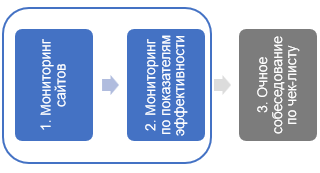 1. Мониторинг
сайтов
2. Мониторинг
по показателям
эффективности
3. Очное
собеседование
по чек-листу